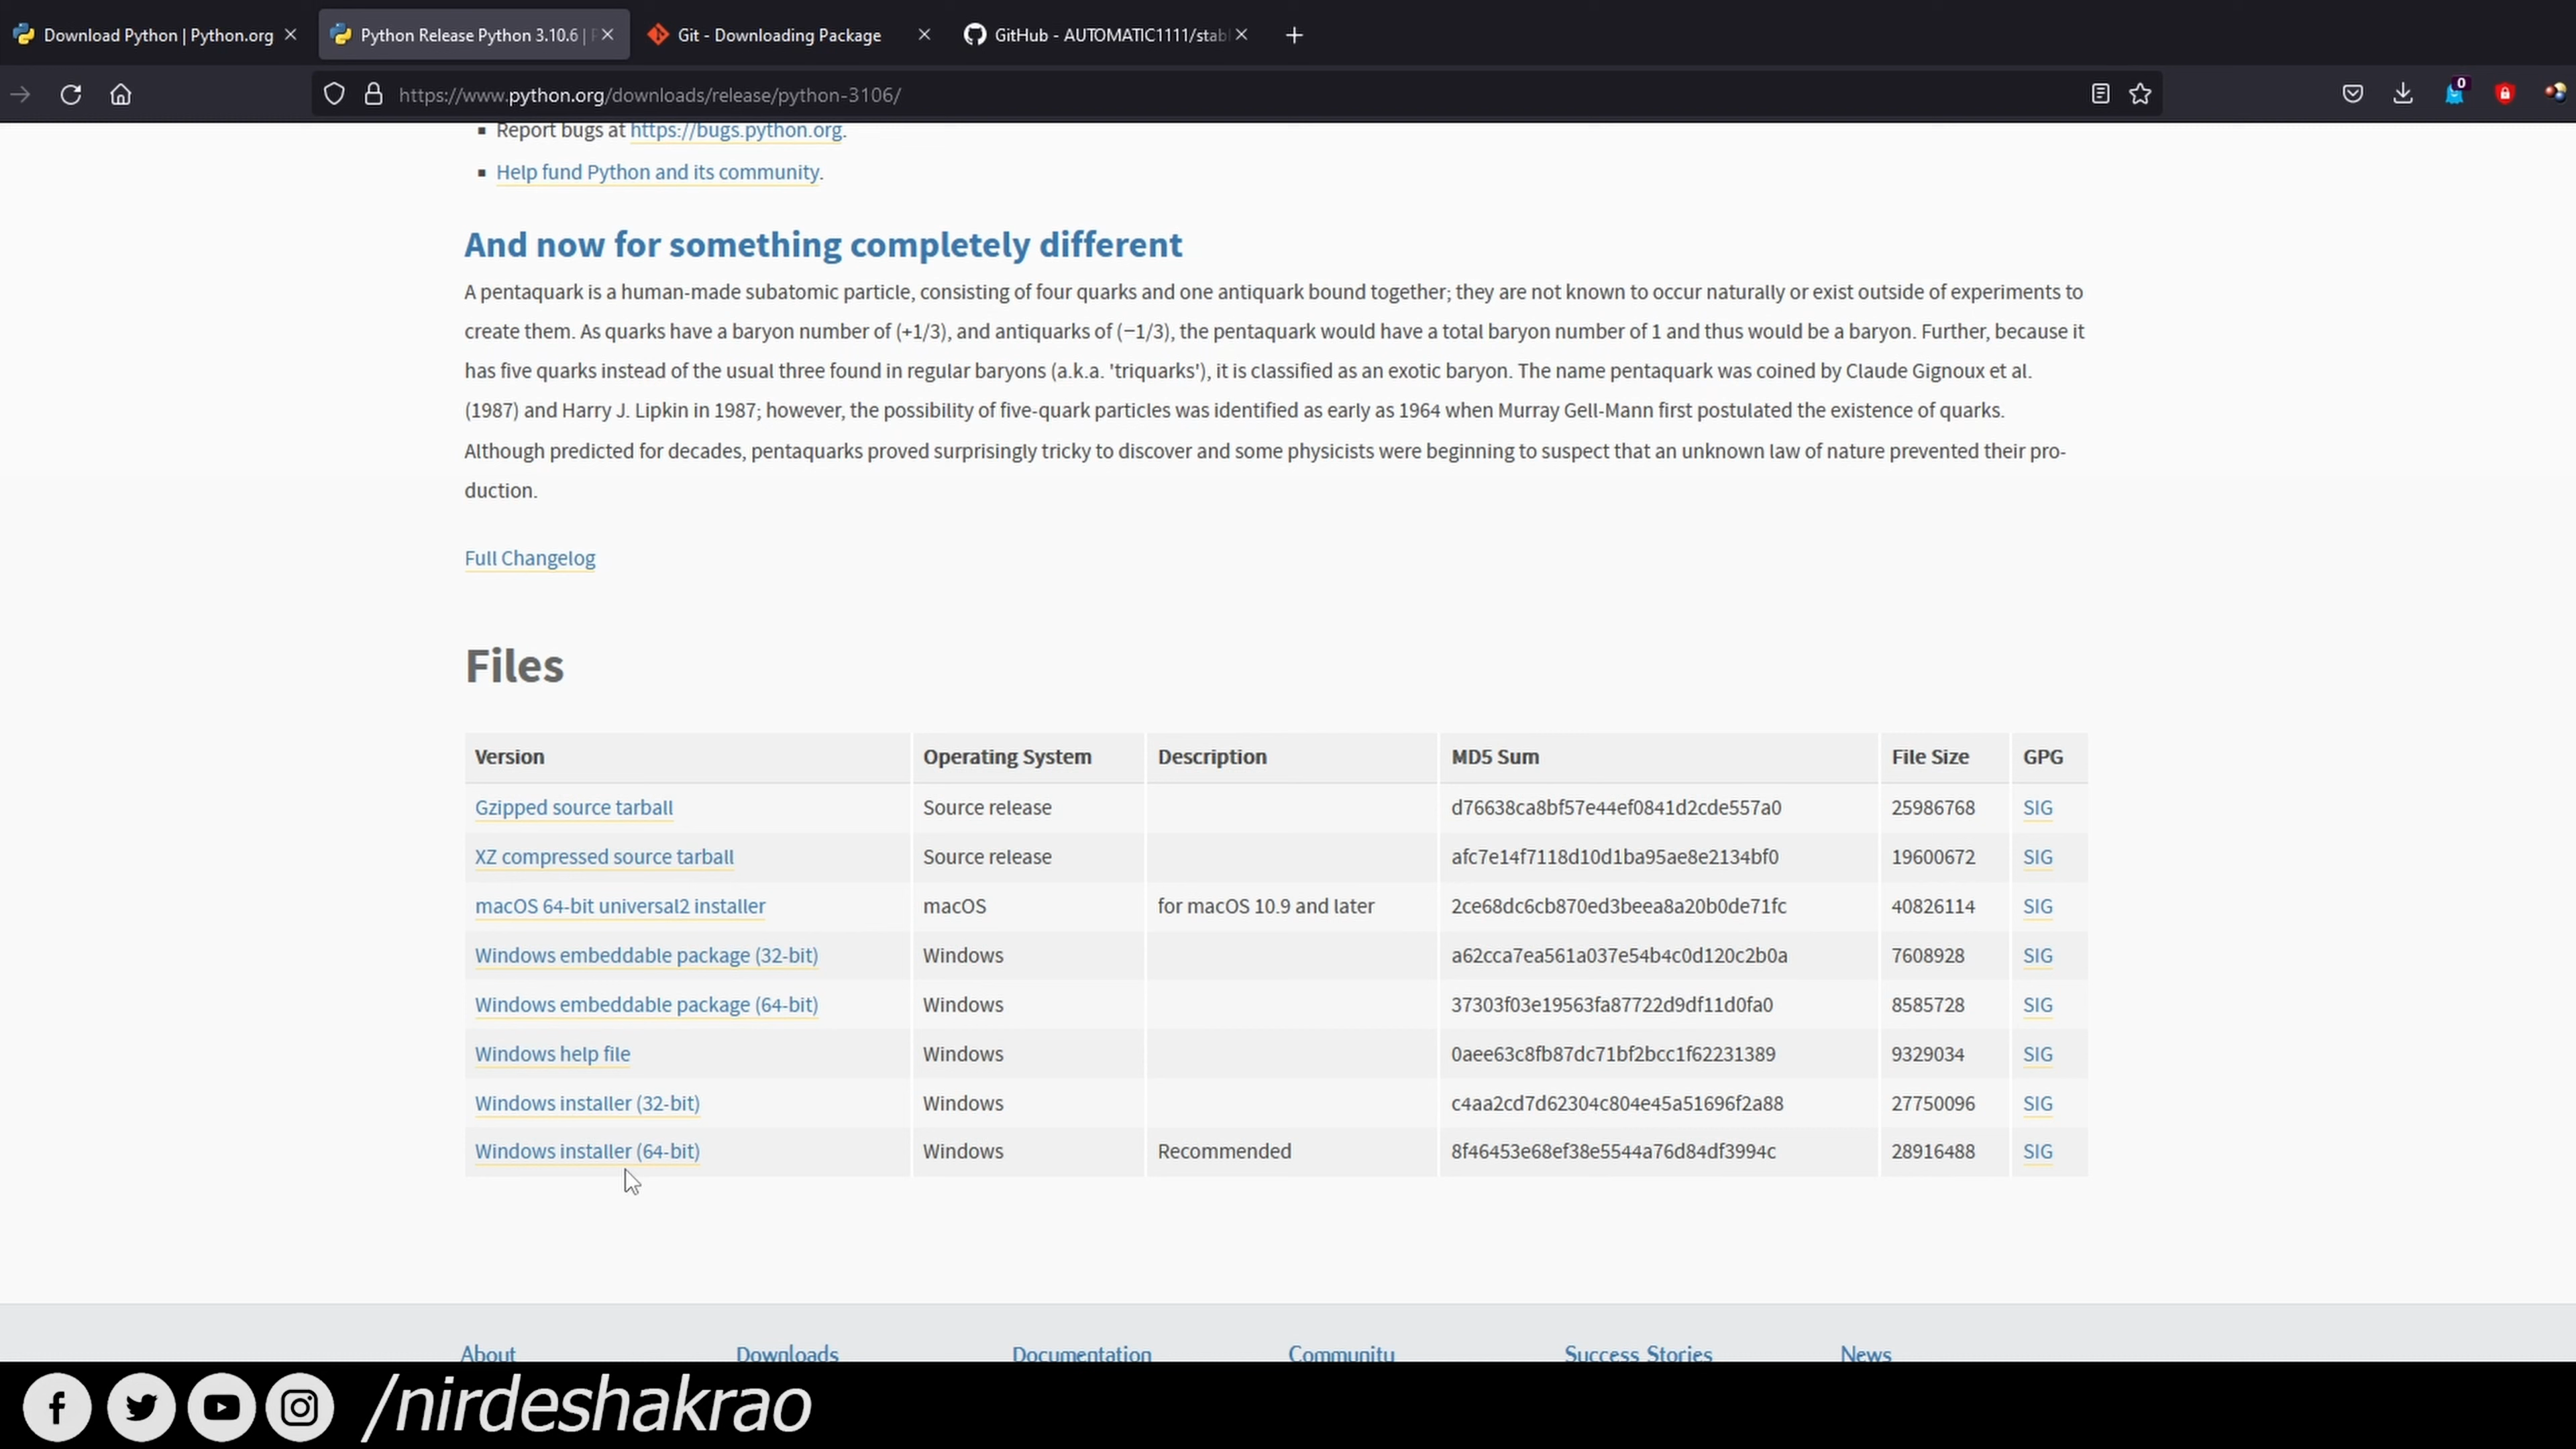 Download Python | Python.org
Python Release Python 3.10.6 | P
Git - Downloading Package
GitHub - AUTOMATIC1111/stabl
https://www.python.org/downloads/release/python-3106/
0
Report bugs at https://bugs.python.org.
Help fund Python and its community.
And now for something completely different
A pentaquark is a human-made subatomic particle, consisting of four quarks and one antiquark bound together; they are not known to occur naturally or exist outside of experiments to
create them. As quarks have a baryon number of (+1/3), and antiquarks of (−1/3), the pentaquark would have a total baryon number of 1 and thus would be a baryon. Further, because it
has five quarks instead of the usual three found in regular baryons (a.k.a. 'triquarks'), it is classified as an exotic baryon. The name pentaquark was coined by Claude Gignoux et al.
(1987) and Harry J. Lipkin in 1987; however, the possibility of five-quark particles was identified as early as 1964 when Murray Gell-Mann first postulated the existence of quarks.
Although predicted for decades, pentaquarks proved surprisingly tricky to discover and some physicists were beginning to suspect that an unknown law of nature prevented their pro-
duction.
Full Changelog
Files
Version Operating System Description MD5 Sum File Size GPG
Gzipped source tarball Source release d76638ca8bf57e44ef0841d2cde557a0 25986768 SIG
XZ compressed source tarball Source release afc7e14f7118d10d1ba95ae8e2134bf0 19600672 SIG
macOS 64-bit universal2 installer macOS for macOS 10.9 and later 2ce68dc6cb870ed3beea8a20b0de71fc 40826114 SIG
Windows embeddable package (32-bit) Windows a62cca7ea561a037e54b4c0d120c2b0a 7608928 SIG
Windows embeddable package (64-bit) Windows 37303f03e19563fa87722d9df11d0fa0 8585728 SIG
Windows help file Windows 0aee63c8fb87dc71bf2bcc1f62231389 9329034 SIG
Windows installer (32-bit) Windows c4aa2cd7d62304c804e45a51696f2a88 27750096 SIG
Windows installer (64-bit) Windows Recommended 8f46453e68ef38e5544a76d84df3994c 28916488 SIG
About Downloads Documentation Community Success Stories News
/nirdeshakrao